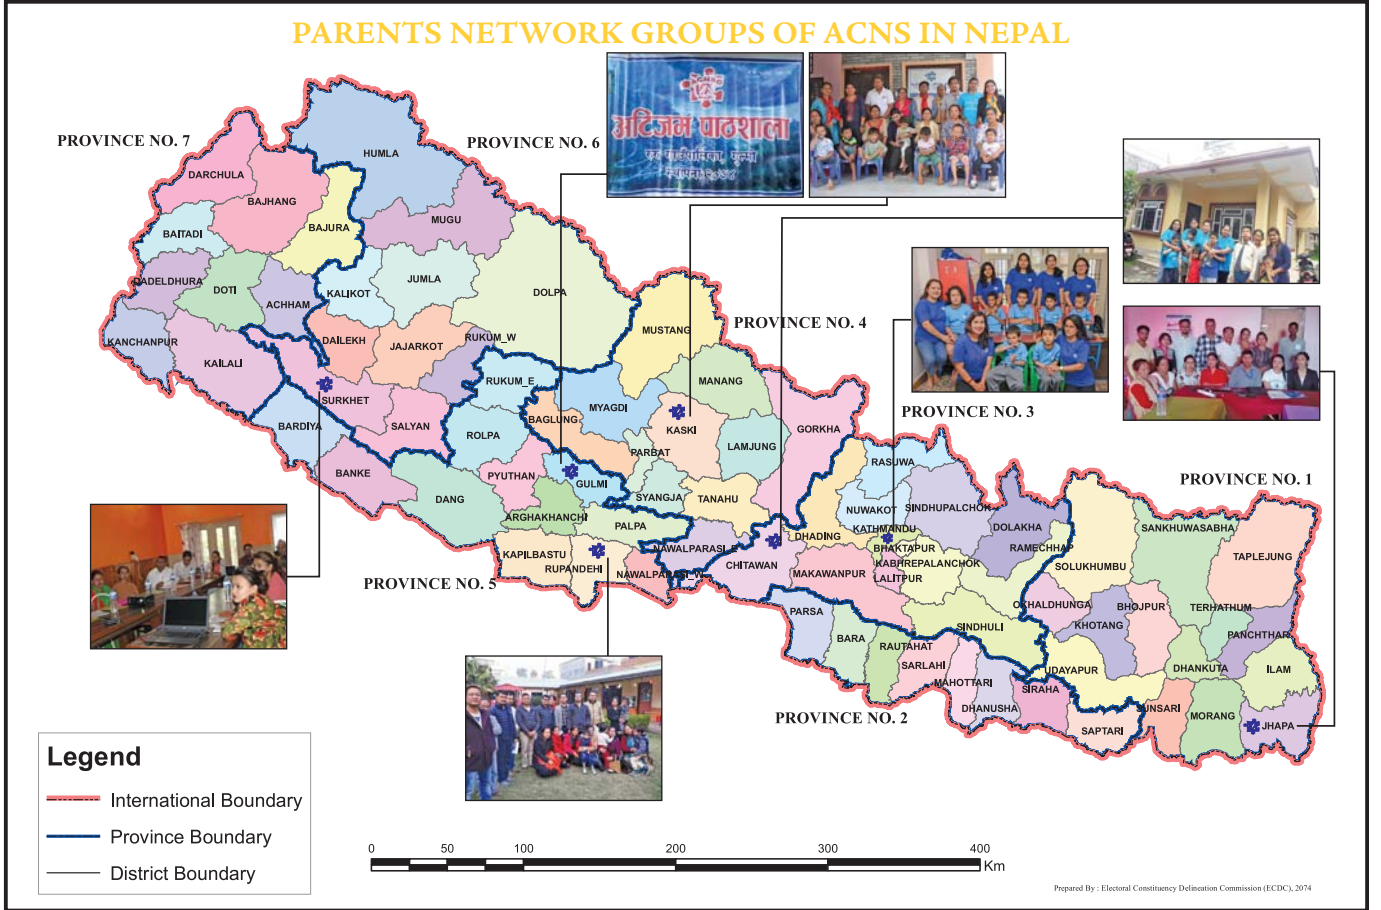 PARENTS NETWORK GROUPS OF ACNS IN NEPAL
अटिजम पाठशाला
PROVINCE NO. 7
PROVINCE NO. 6
PROVINCE NO. 4
PROVINCE NO. 3
PROVINCE NO. 1
PROVINCE NO. 5
PROVINCE NO. 2
HUMLA
DARCHULA
BAJHANG
BAJURA
MUGU
BAITADI
DADELDHURA
DOTI
ACHHAM
KALIKOT
JUMLA
DOLPA
KANCHANPUR
KAILALI
DAILEKH
JAJARKOT
RUKUM_W
MUSTANG
RUKUM_E
MANANG
SURKHET
SALYAN
BARDIYA
BANKE
ROLPA
BAGLUNG
MYAGDI
KASKI
LAMJUNG
GORKHA
PARBAT
PYUTHAN
GULMI
SYANGJA
TANAHU
DANG
ARGHAKHANCHI
PALPA
KAPILBASTU
RUPANDEHI
NAWALPARASI_E
NAWALPARASI_W
CHITAWAN
RASUWA
NUWAKOT
SINDHUPALCHOK
DHADING
KATHMANDU
BHAKTAPUR
KABHREPALANCHOK
LALITPUR
MAKAWANPUR
DOLAKHA
RAMECHHAP
SOLUKHUMBU
SANKHUWASABHA
TAPLEJUNG
OKHALDHUNGA
KHOTANG
BHOJPUR
TERHATHUM
PANCHTHAR
DHANKUTA
ILAM
PARSA
BARA
RAUTAHAT
SARLAHI
SINDHULI
MAHOTTARI
DHANUSHA
SIRAHA
UDAYAPUR
SAPTARI
SUNSARI
MORANG
JHAPA
Legend
International Boundary
Province Boundary
District Boundary
0 50 100 200 300 400
Km
Prepared By : Electoral Constituency Delineation Commission (ECDC), 2074